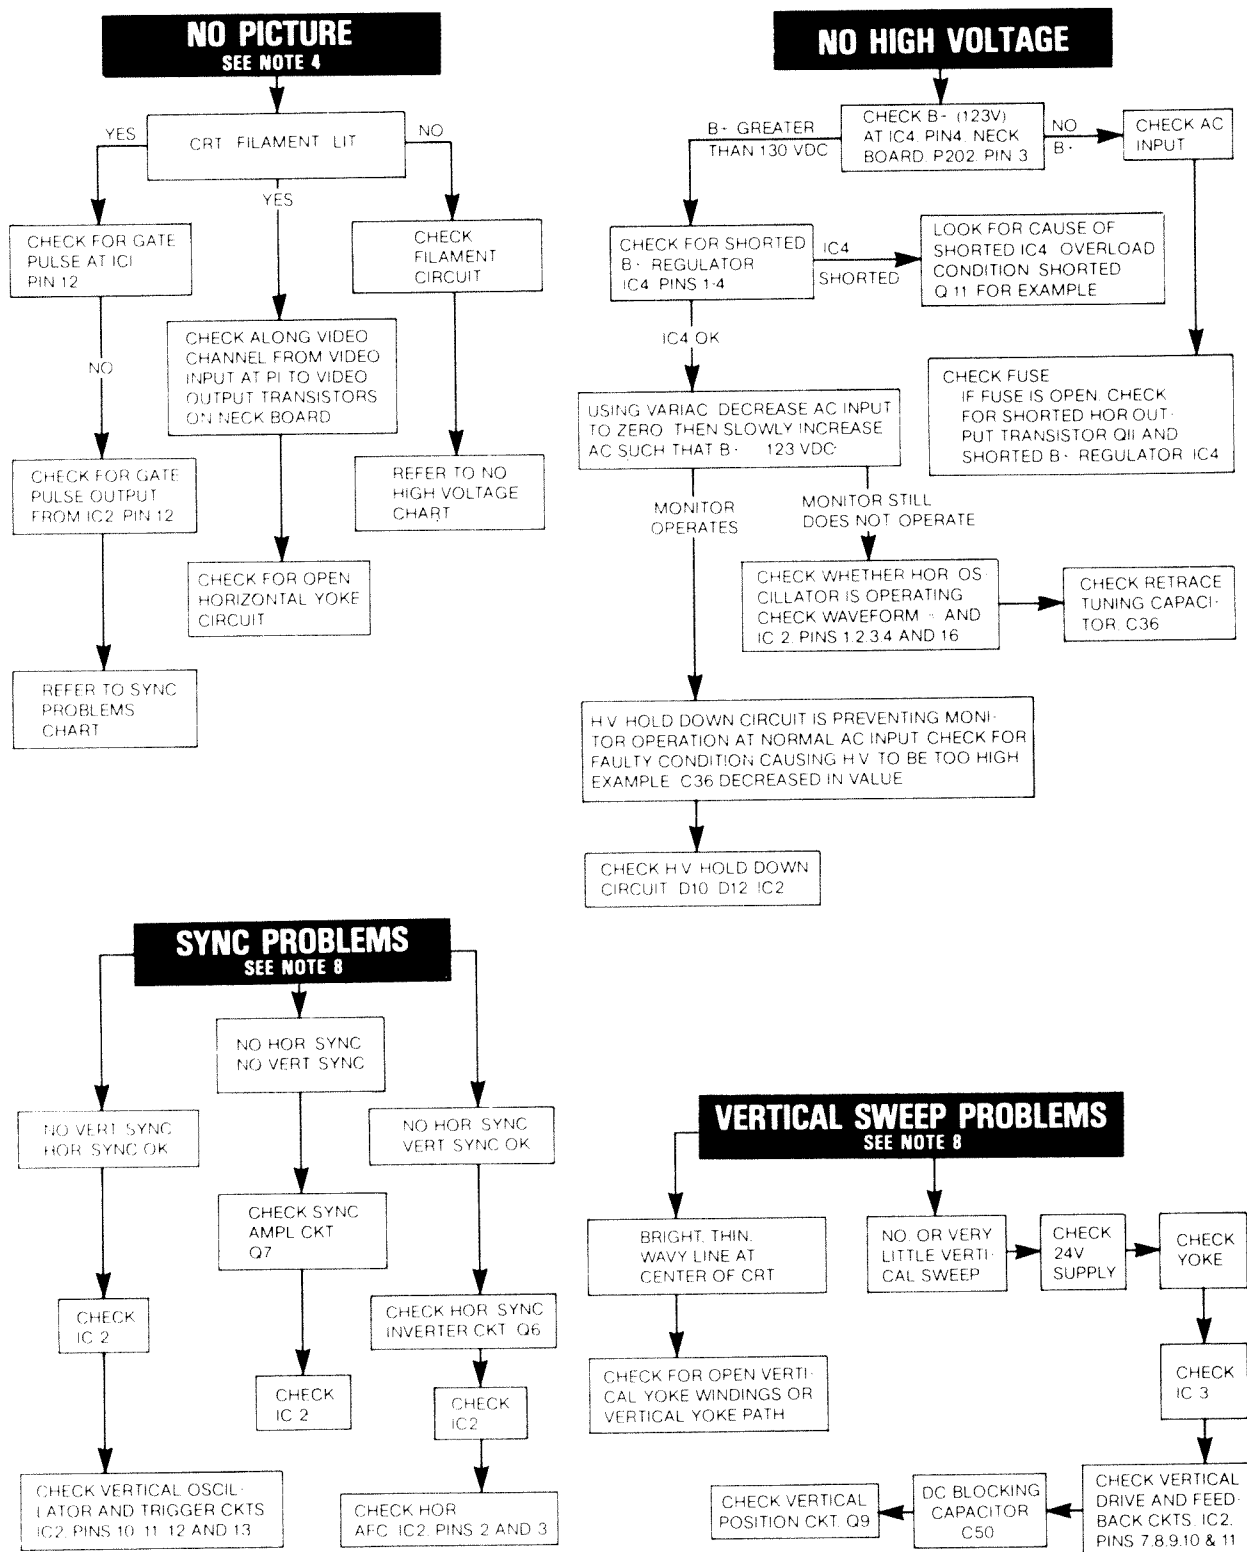 NO PICTURE
SEE NOTE 4
YES
CRT FILAMENT LIT
NO
YES
CHECK FOR GATE
PULSE AT IC1
PIN 12
CHECK
FILAMENT
CIRCUIT
CHECK ALONG VIDEO
CHANNEL FROM VIDEO
INPUT AT P1 TO VIDEO
OUTPUT TRANSISTORS
ON NECK BOARD
NO
CHECK FOR GATE
PULSE OUTPUT
FROM IC2 PIN 12
REFER TO NO
HIGH VOLTAGE
CHART
CHECK FOR OPEN
HORIZONTAL YOKE
CIRCUIT
REFER TO SYNC
PROBLEMS
CHART
NO HIGH VOLTAGE
B- GREATER
THAN 130 VDC
CHECK B- (123V)
AT IC4. PIN4. NECK
BOARD. P202. PIN 3
NO
B-
CHECK AC
INPUT
CHECK FOR SHORTED
B- REGULATOR
IC4 PINS 1-4
IC4
SHORTED
LOOK FOR CAUSE OF
SHORTED IC4 OVERLOAD
CONDITION SHORTED
Q 11 FOR EXAMPLE
IC4 OK
CHECK FUSE
IF FUSE IS OPEN. CHECK
FOR SHORTED HOR OUT-
PUT TRANSISTOR Q11 AND
SHORTED B- REGULATOR IC4
USING VARIAC DECREASE AC INPUT
TO ZERO THEN SLOWLY INCREASE
AC SUCH THAT B- 123 VDC
MONITOR
OPERATES
MONITOR STILL
DOES NOT OPERATE
CHECK WHETHER HOR OS-
CILLATOR IS OPERATING
CHECK WAVEFORM - AND
IC 2. PINS 1.2.3.4 AND 16
CHECK RETRACE
TUNING CAPACI-
TOR C36
H V HOLD DOWN CIRCUIT IS PREVENTING MONI-
TOR OPERATION AT NORMAL AC INPUT CHECK FOR
FAULTY CONDITION CAUSING H V TO BE TOO HIGH
EXAMPLE C36 DECREASED IN VALUE
CHECK H V HOLD DOWN
CIRCUIT D10 D12 IC2
SYNC PROBLEMS
SEE NOTE 8
NO HOR SYNC
NO VERT SYNC
NO VERT SYNC
HOR SYNC OK
NO HOR SYNC
VERT SYNC OK
CHECK SYNC
AMPL CKT
Q7
CHECK
IC 2
CHECK HOR SYNC
INVERTER CKT Q6
CHECK
IC 2
CHECK
IC2
CHECK VERTICAL OSCIL-
LATOR AND TRIGGER CKTS
IC2. PINS 10 11 12 AND 13
CHECK HOR
AFC IC2. PINS 2 AND 3
VERTICAL SWEEP PROBLEMS
SEE NOTE 8
BRIGHT. THIN.
WAVY LINE AT
CENTER OF CRT
NO. OR VERY
LITTLE VERTI-
CAL SWEEP
CHECK
24V
SUPPLY
CHECK
YOKE
CHECK FOR OPEN VERTI-
CAL YOKE WINDINGS OR
VERTICAL YOKE PATH
CHECK
IC 3
CHECK VERTICAL
POSITION CKT. Q9
DC BLOCKING
CAPACITOR
C50
CHECK VERTICAL
DRIVE AND FEED-
BACK CKTS. IC2.
PINS 7.8.9.10 & 11